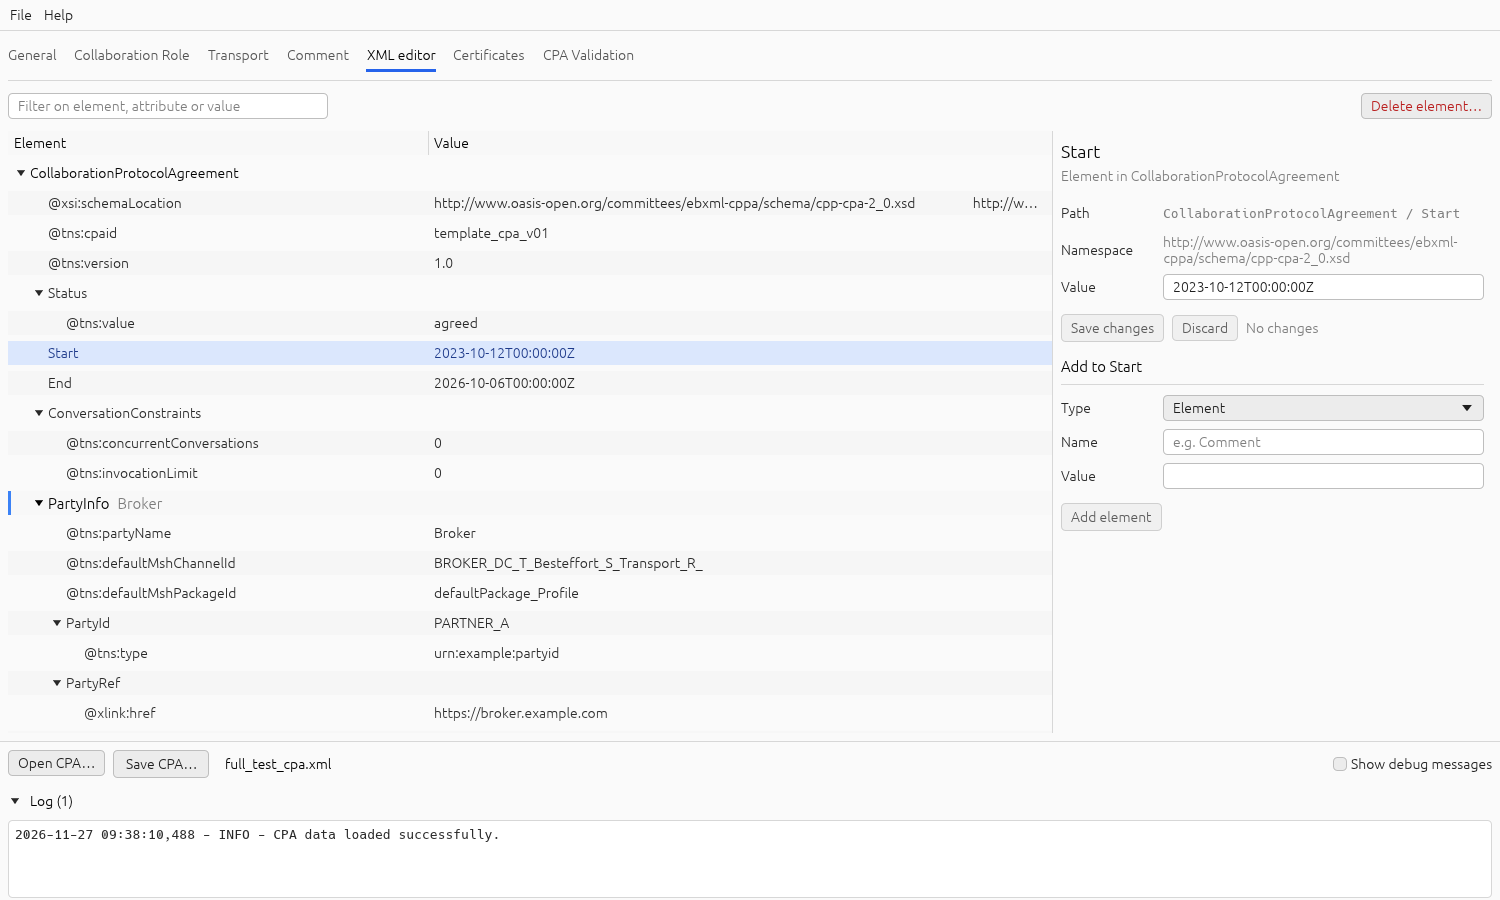 File Help
General Collaboration Role Transport Comment XML editor Certificates CPA Validation
Filter on element, attribute or value
Delete element…
Element Value
CollaborationProtocolAgreement
@xsi:schemaLocation http://www.oasis-open.org/committees/ebxml-cppa/schema/cpp-cpa-2_0.xsd http://w…
@tns:cpaid template_cpa_v01
@tns:version 1.0
Status
@tns:value agreed
Start 2023-10-12T00:00:00Z
End 2026-10-06T00:00:00Z
ConversationConstraints
@tns:concurrentConversations 0
@tns:invocationLimit 0
PartyInfo Broker
@tns:partyName Broker
@tns:defaultMshChannelId BROKER_DC_T_Besteffort_S_Transport_R_
@tns:defaultMshPackageId defaultPackage_Profile
PartyId PARTNER_A
@tns:type urn:example:partyid
PartyRef
@xlink:href https://broker.example.com
Start
Element in CollaborationProtocolAgreement
Path CollaborationProtocolAgreement / Start
Namespace http://www.oasis-open.org/committees/ebxml-
cppa/schema/cpp-cpa-2_0.xsd
Value 2023-10-12T00:00:00Z
Save changes Discard No changes
Add to Start
Type Element
Name e.g. Comment
Value
Add element
Open CPA… Save CPA… full_test_cpa.xml
Show debug messages
Log (1)
2026-11-27 09:38:10,488 - INFO - CPA data loaded successfully.